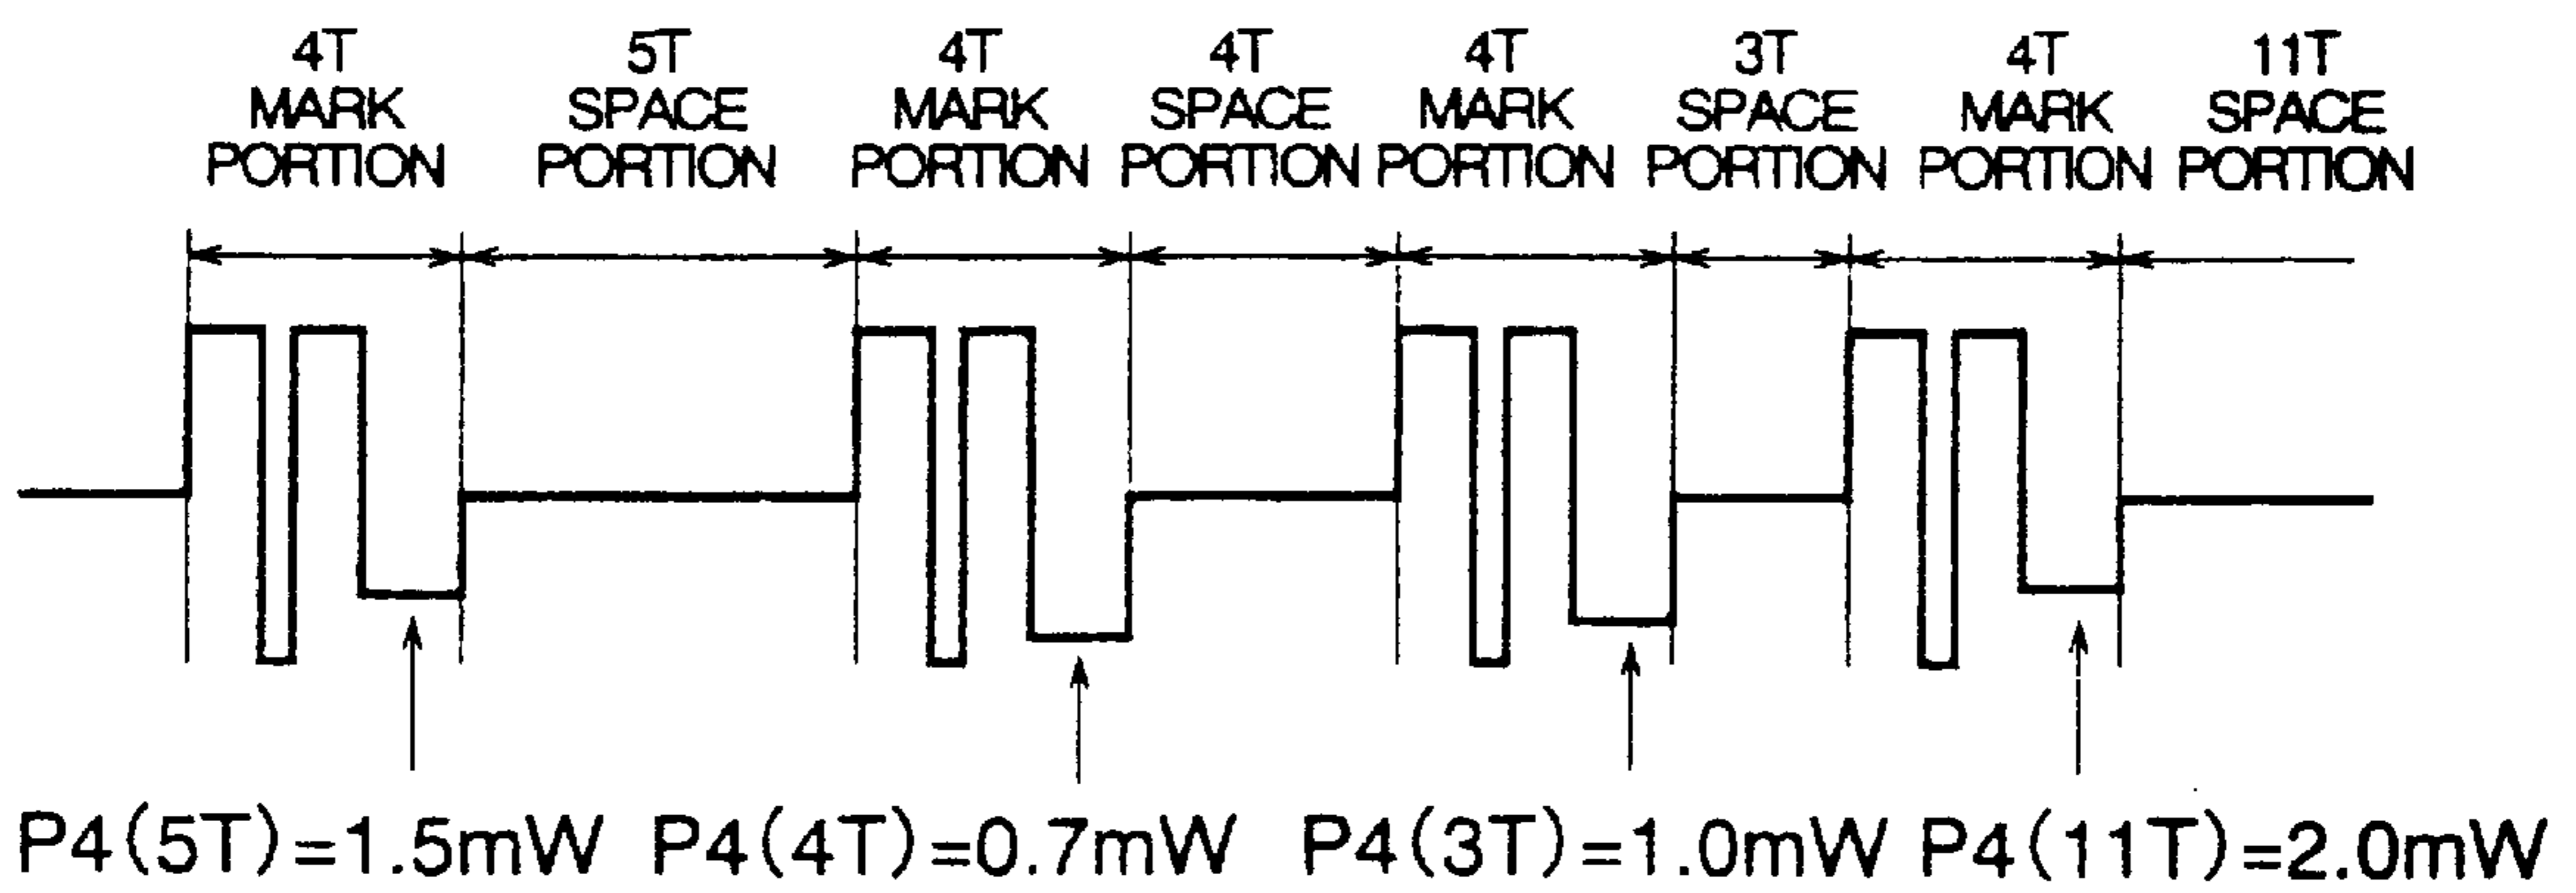 4T
MARK
PORTION
5T
SPACE
PORTION
4T
MARK
PORTION
4T
SPACE
PORTION
4T
MARK
PORTION
3T
SPACE
PORTION
4T
MARK
PORTION
11T
SPACE
PORTION
P4(5T)=1.5mW
P4(4T)=0.7mW
P4(3T)=1.0mW
P4(11T)=2.0mW